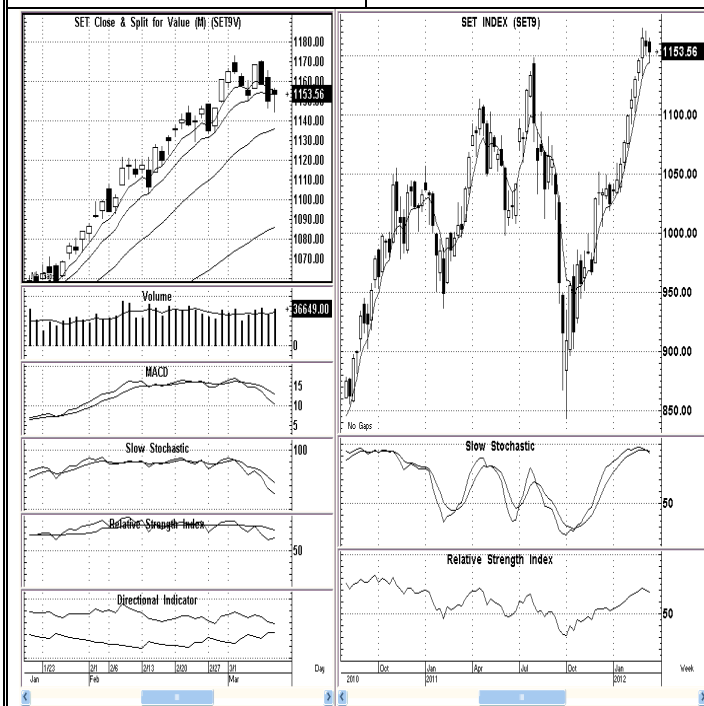 SET Close & Split for Value (M) (SET9V)
1180.00
1170.00
1160.00
1153.56
1140.00
1130.00
1120.00
1110.00
1100.00
1090.00
1080.00
1070.00
Volume
36649.00
0
MACD
15
10
5
Slow Stochastic
100
Relative Strength Index
50
Directional Indicator
1/23 2/1 2/6 2/13 2/20 2/27 3/1 Day
Jan Feb Mar
SET INDEX (SET9)
1153.56
1100.00
1050.00
1000.00
950.00
900.00
850.00
No Gaps
Slow Stochastic
50
Relative Strength Index
50
Oct Jan Apr Jul Oct Jan Week
2010 2011 2012